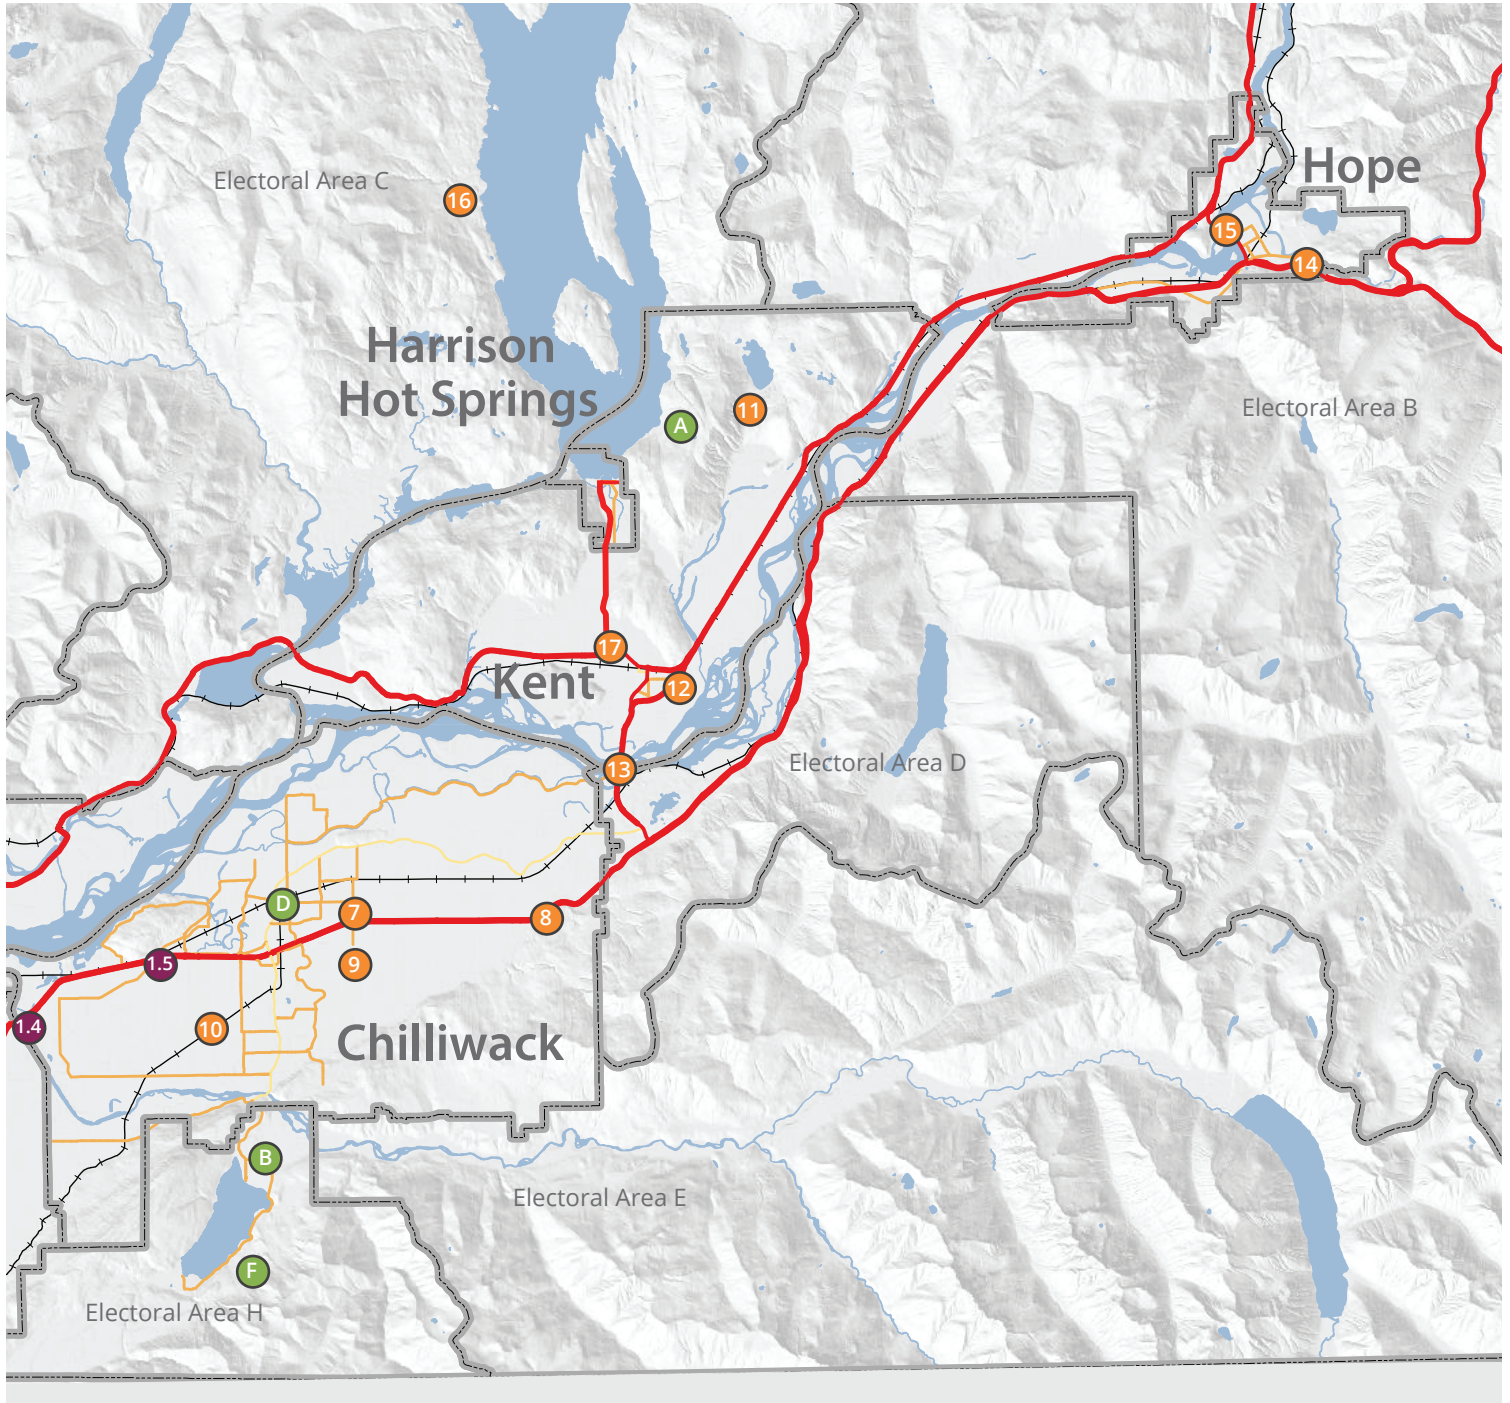 Hope
Electoral Area C
16
15
14
Harrison
Hot Springs
11
A
Electoral Area B
17
Kent
12
13
Electoral Area D
D
7
8
1.5
9
1.4
10
Chilliwack
B
Electoral Area E
F
Electoral Area H